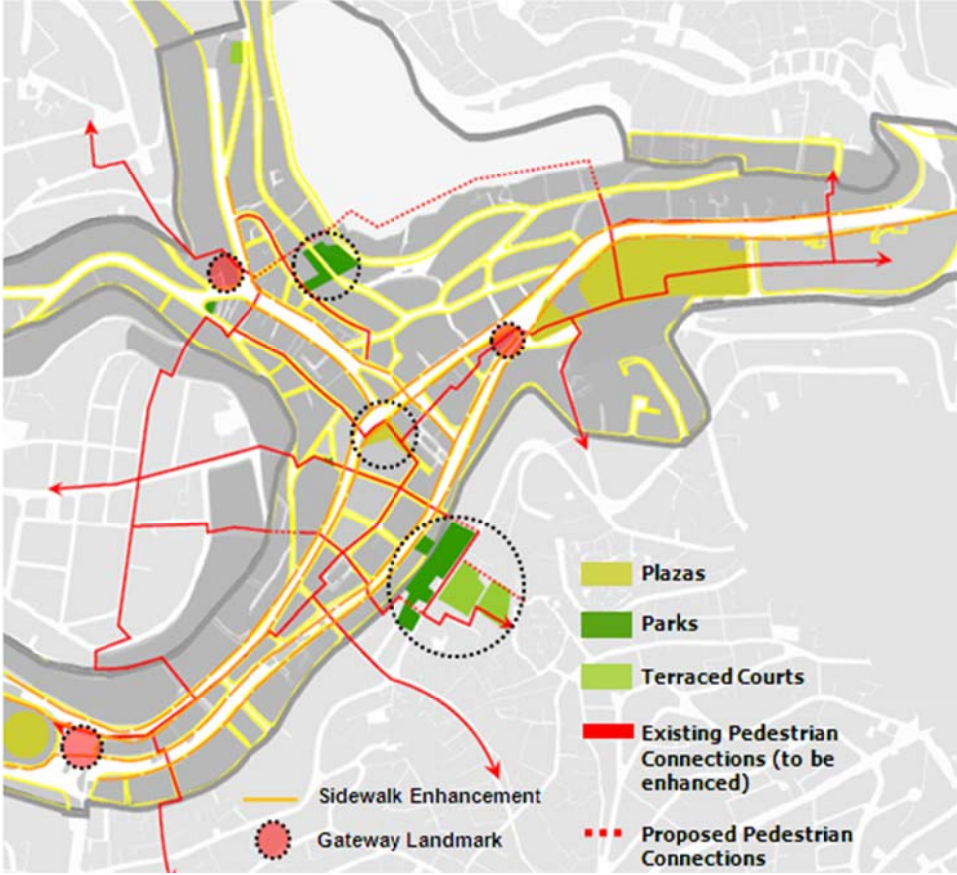 Plazas
Parks
Terraced Courts
Existing Pedestrian
Connections (to be
enhanced)
Sidewalk Enhancement
Gateway Landmark
Proposed Pedestrian
Connections